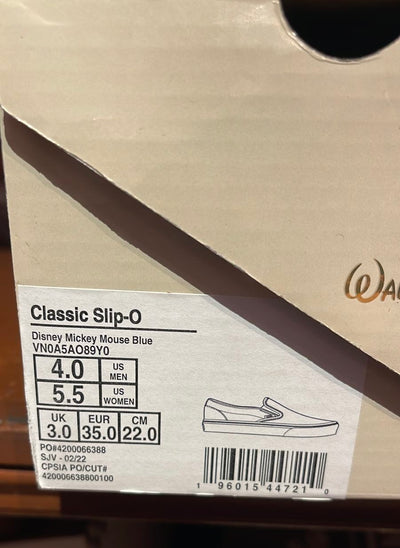 Wa
Classic Slip-O
Disney Mickey Mouse Blue
VN0A5AO89Y0
4.0 US MEN
5.5 US WOMEN
UK EUR CM
3.0 35.0 22.0
PO#4200066388
SJV - 02/22
CPSIA PO/CUT#
420006638800100
1 96015 44721 0